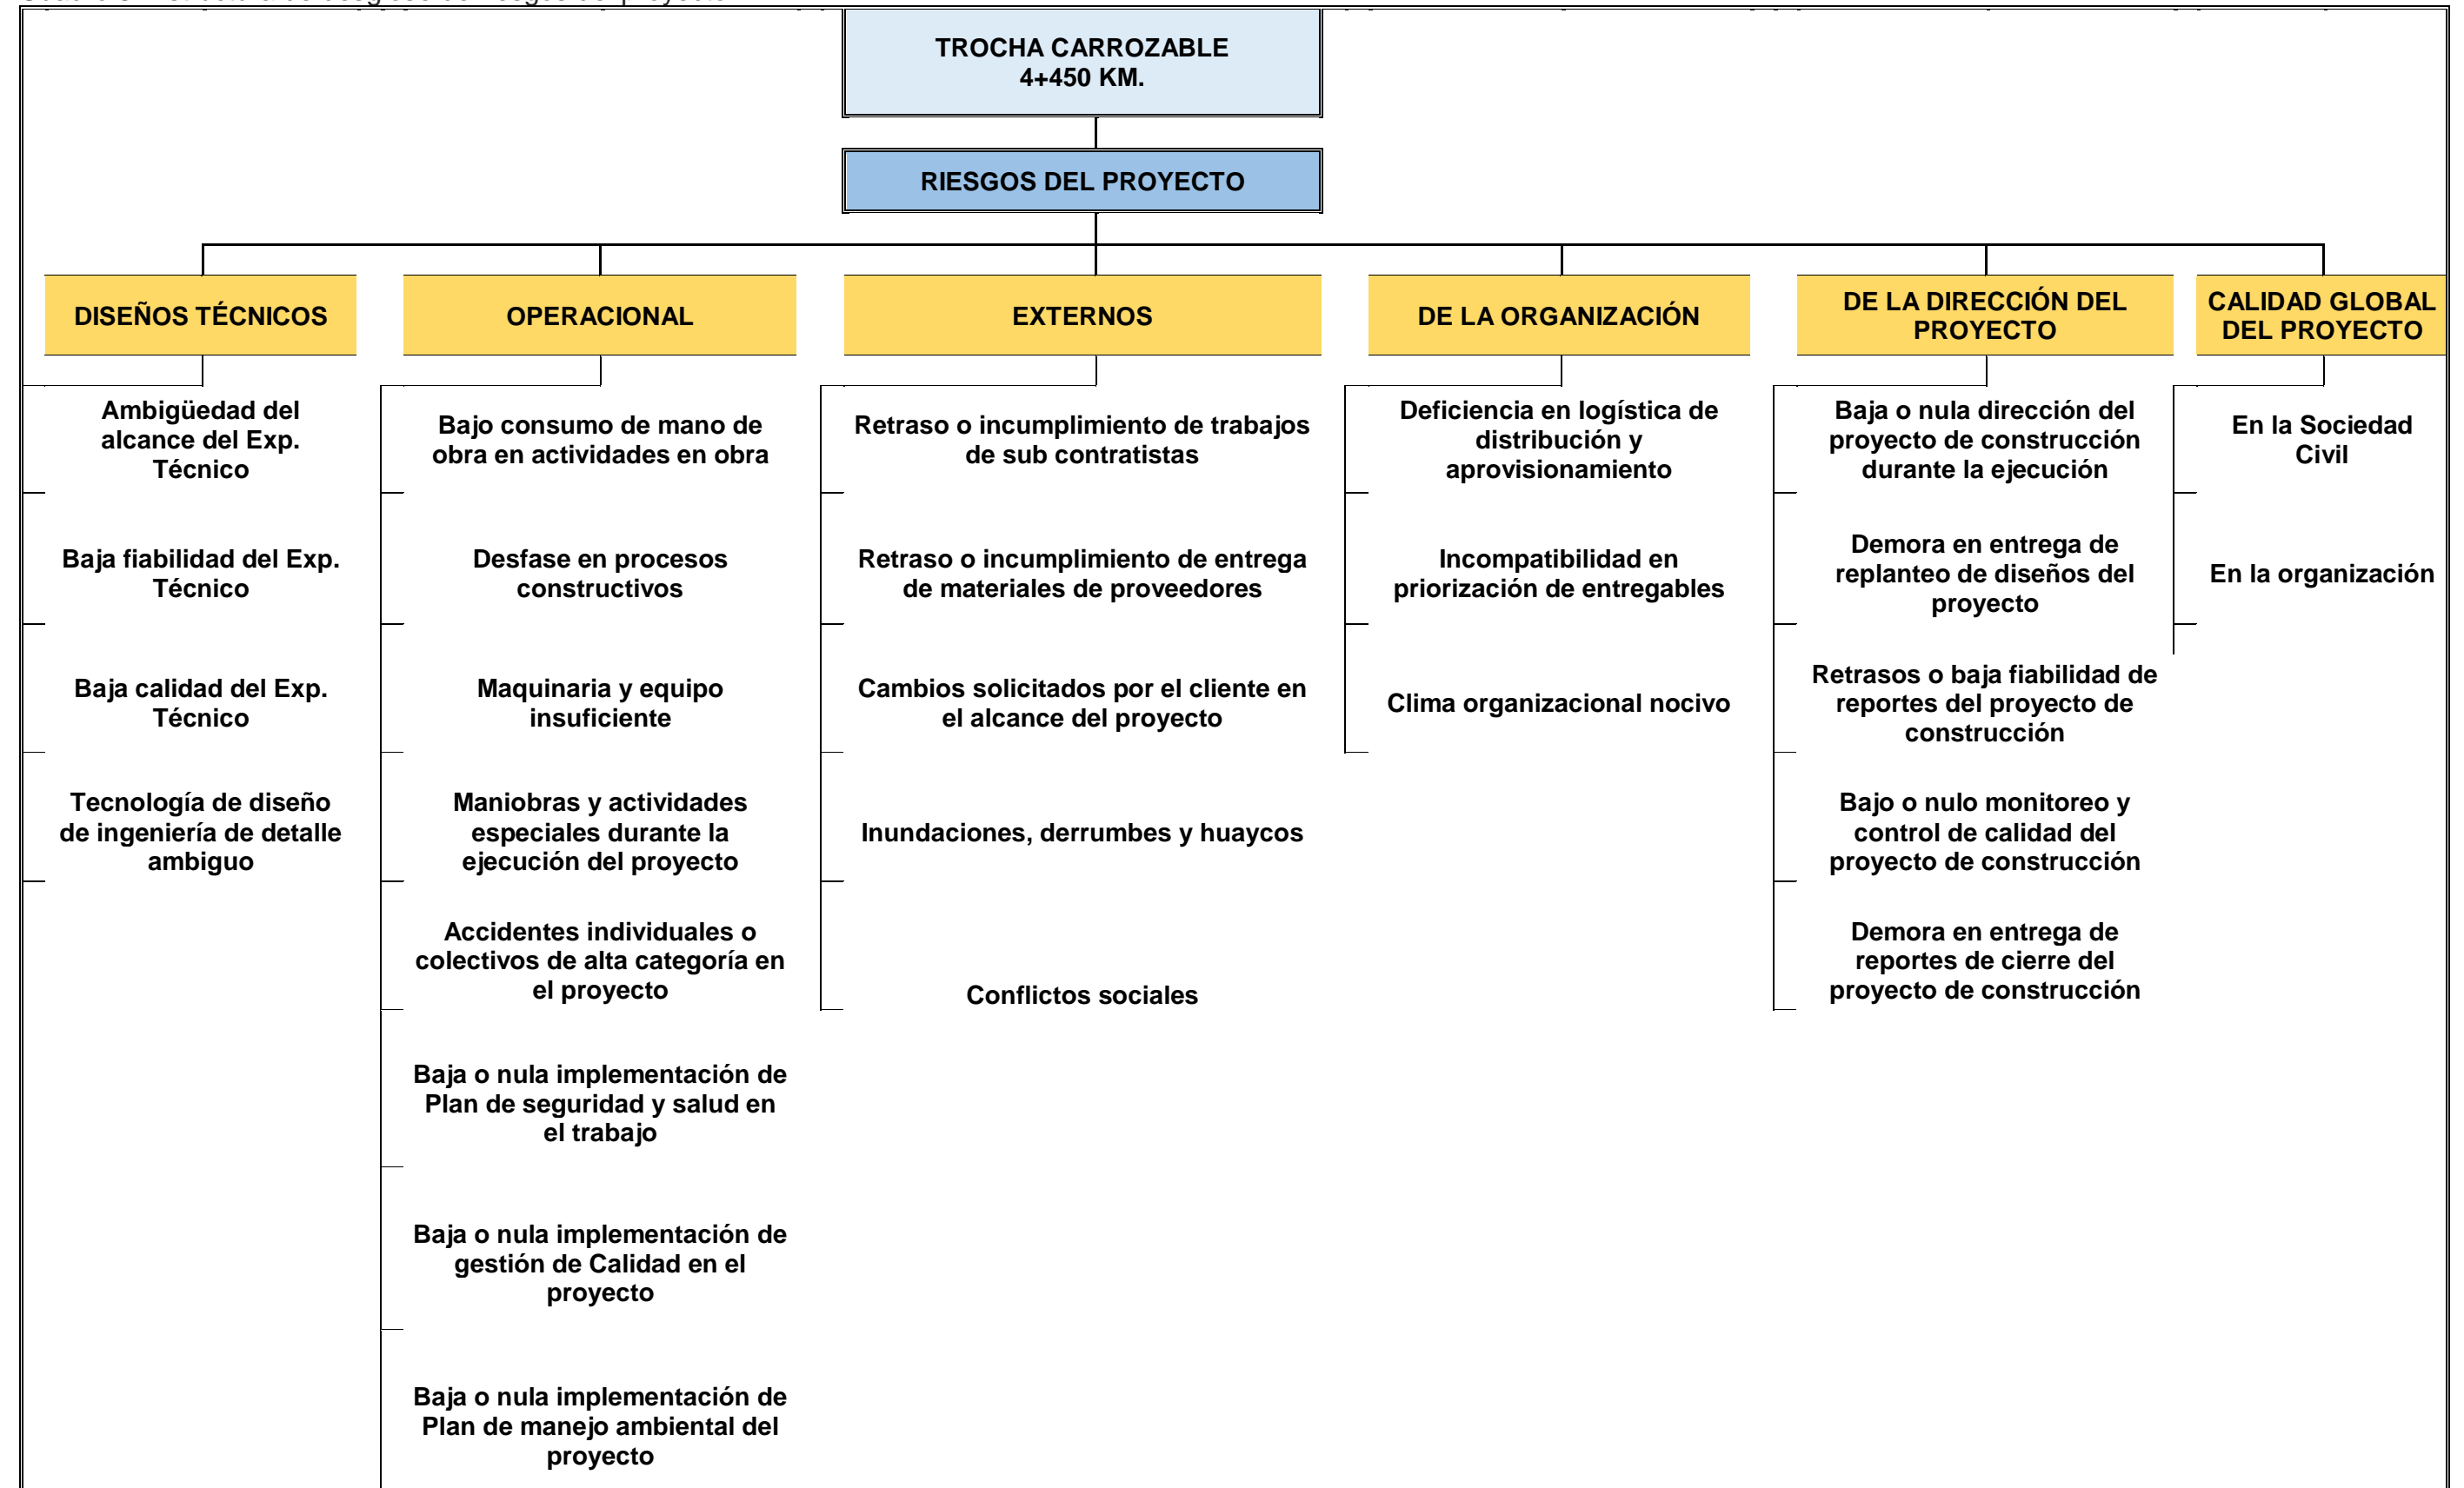 TROCHA CARROZABLE
4+450 KM.
RIESGOS DEL PROYECTO
DISEÑOS TÉCNICOS
Ambigüedad del
alcance del Exp.
Técnico
Baja fiabilidad del Exp.
Técnico
Baja calidad del Exp.
Técnico
Tecnología de diseño
de ingeniería de detalle
ambiguo
OPERACIONAL
Bajo consumo de mano de
obra en actividades en obra
Desfase en procesos
constructivos
Maquinaria y equipo
insuficiente
Maniobras y actividades
especiales durante la
ejecución del proyecto
Accidentes individuales o
colectivos de alta categoría en
el proyecto
Baja o nula implementación de
Plan de seguridad y salud en
el trabajo
Baja o nula implementación de
gestión de Calidad en el
proyecto
Baja o nula implementación de
Plan de manejo ambiental del
proyecto
EXTERNOS
Retraso o incumplimiento de trabajos
de sub contratistas
Retraso o incumplimiento de entrega
de materiales de proveedores
Cambios solicitados por el cliente en
el alcance del proyecto
Inundaciones, derrumbes y huaycos
Conflictos sociales
DE LA ORGANIZACIÓN
Deficiencia en logística de
distribución y
aprovisionamiento
Incompatibilidad en
priorización de entregables
Clima organizacional nocivo
DE LA DIRECCIÓN DEL
PROYECTO
Baja o nula dirección del
proyecto de construcción
durante la ejecución
Demora en entrega de
replanteo de diseños del
proyecto
Retrasos o baja fiabilidad de
reportes del proyecto de
construcción
Bajo o nulo monitoreo y
control de calidad del
proyecto de construcción
Demora en entrega de
reportes de cierre del
proyecto de construcción
CALIDAD GLOBAL
DEL PROYECTO
En la Sociedad
Civil
En la organización